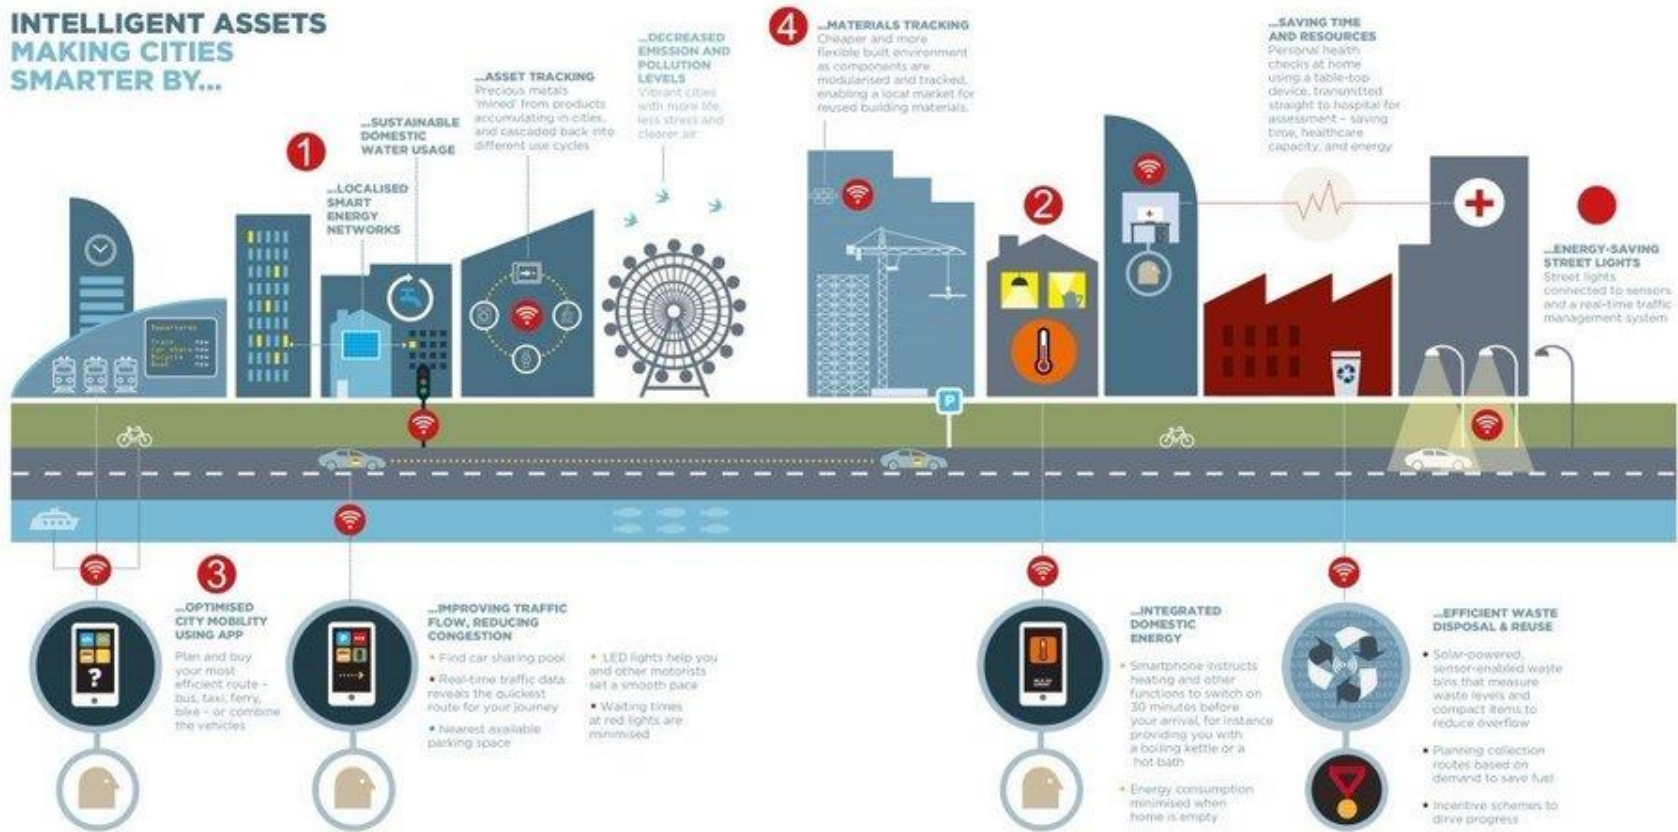 INTELLIGENT ASSETS
MAKING CITIES
SMARTER BY...
1
...LOCALISED
SMART
ENERGY
NETWORKS
...SUSTAINABLE
DOMESTIC
WATER USAGE
...ASSET TRACKING
Precious metals
'mined' from products
accumulating in cities,
and cascaded back into
different use cycles
...DECREASED
EMISSION AND
POLLUTION
LEVELS
Vibrant cities
with more life,
less stress and
cleaner air
4
...MATERIALS TRACKING
Cheaper and more
flexible built environment
as components are
modularised and tracked,
enabling a local market for
reused building materials.
2
...SAVING TIME
AND RESOURCES
Personal health
checks at home
using a table-top
device, transmitted
straight to hospital for
assessment – saving
time, healthcare
capacity, and energy
...ENERGY-SAVING
STREET LIGHTS
Street lights
connected to sensors
and a real-time traffic
management system
Departures
P
3
...OPTIMISED
CITY MOBILITY
USING APP
Plan and buy
your most
efficient route –
bus, taxi, ferry,
bike – or combine
the vehicles
?
P
...IMPROVING TRAFFIC
FLOW, REDUCING
CONGESTION
• Find car sharing pool
• Real-time traffic data
reveals the quickest
route for your journey
• Nearest available
parking space
• LED lights help you
and other motorists
set a smooth pace
• Waiting times
at red lights are
minimised
...INTEGRATED
DOMESTIC
ENERGY
• Smartphone instructs
heating and other
functions to switch on
30 minutes before
your arrival, for instance
providing you with
a boiling kettle or a
hot bath
• Energy consumption
minimised when
home is empty
...EFFICIENT WASTE
DISPOSAL & REUSE
• Solar-powered,
sensor-enabled waste
bins that measure
waste levels and
compact items to
reduce overflow
• Planning collection
routes based on
demand to save fuel
• Incentive schemes to
dirve progress